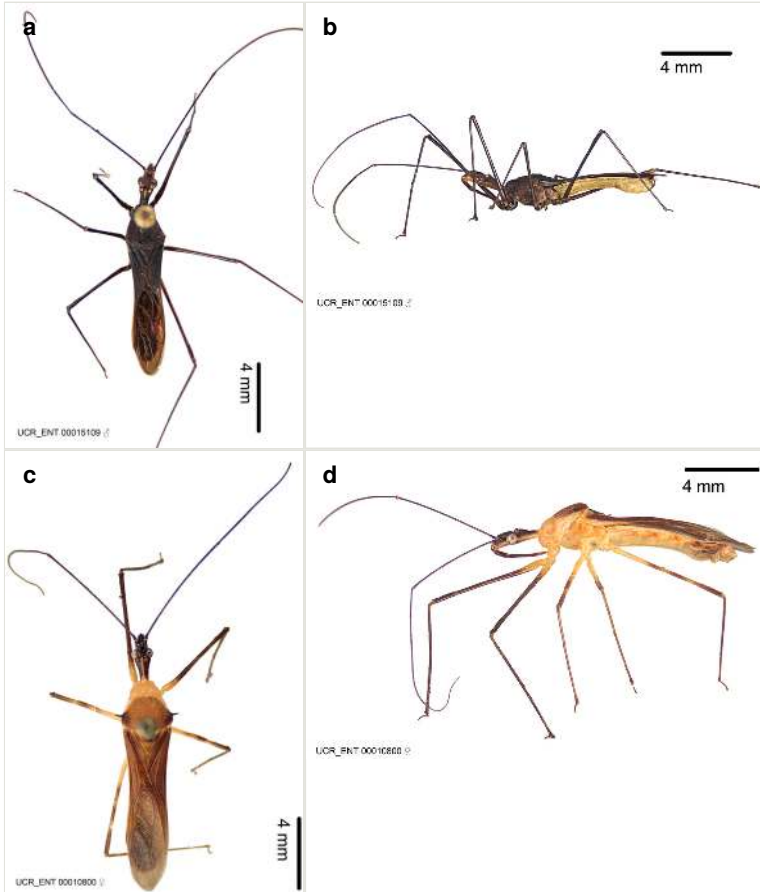 a
b
4 mm
UCR_ENT 00015109 ♂
4 mm
UCR_ENT 00015109 ♂
c
d
4 mm
UCR_ENT 00010800 ♀
4 mm
UCR_ENT 00010800 ♀